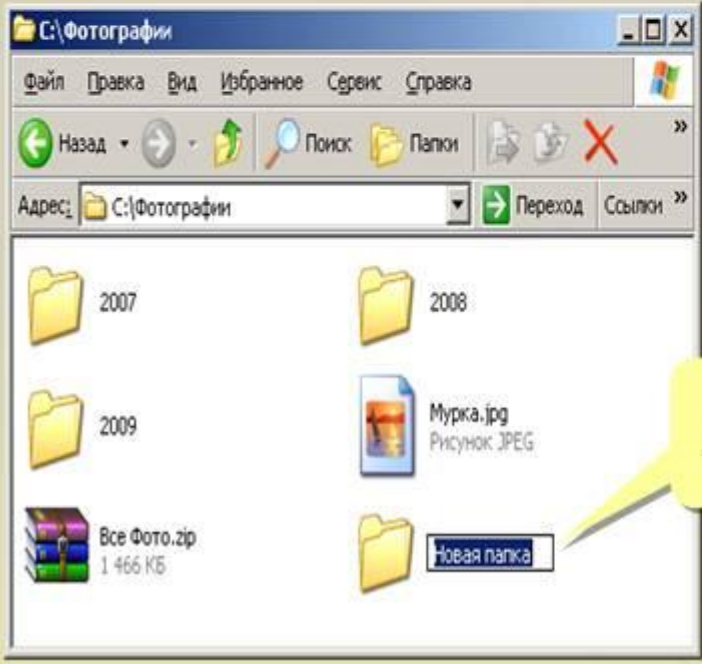 C:\Фотографии
Файл Правка Вид Избранное Сервис Справка
Назад Поиск Папки »
Адрес: C:\Фотографии Переход Ссылки »
2007 2008
2009 Мурка.jpg
Рисунок JPEG
Все Фото.zip
1 466 КБ
Новая папка